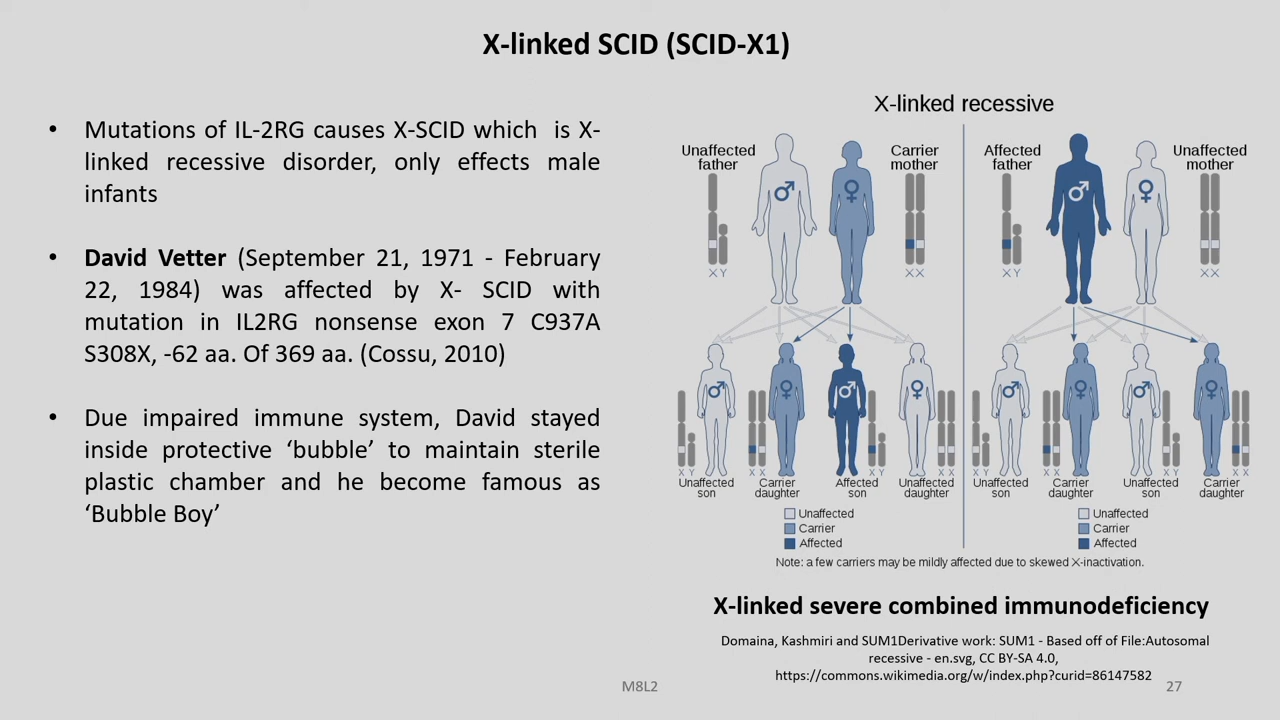 X-linked SCID (SCID-X1)
• Mutations of IL-2RG causes X-SCID which is X-
linked recessive disorder, only effects male
infants
• David Vetter (September 21, 1971 - February
22, 1984) was affected by X- SCID with
mutation in IL2RG nonsense exon 7 C937A
S308X, -62 aa. Of 369 aa. (Cossu, 2010)
• Due impaired immune system, David stayed
inside protective ‘bubble’ to maintain sterile
plastic chamber and he become famous as
‘Bubble Boy’
X-linked recessive
Unaffected
father
Carrier
mother
Affected
father
Unaffected
mother
X Y
X X
X Y
X X
♂
♀
♂
♀
♂
♀
♂
♀
♂
♀
♂
♀
X Y
X X
X Y
X X
X Y
X X
X Y
X X
Unaffected
son
Carrier
daughter
Affected
son
Unaffected
daughter
Unaffected
son
Carrier
daughter
Unaffected
son
Carrier
daughter
Unaffected
Carrier
Affected
Unaffected
Carrier
Affected
Note: a few carriers may be mildly affected due to skewed X-inactivation.
X-linked severe combined immunodeficiency
Domaina, Kashmiri and SUM1Derivative work: SUM1 - Based off of File:Autosomal
recessive - en.svg, CC BY-SA 4.0,
https://commons.wikimedia.org/w/index.php?curid=86147582
M8L2
27